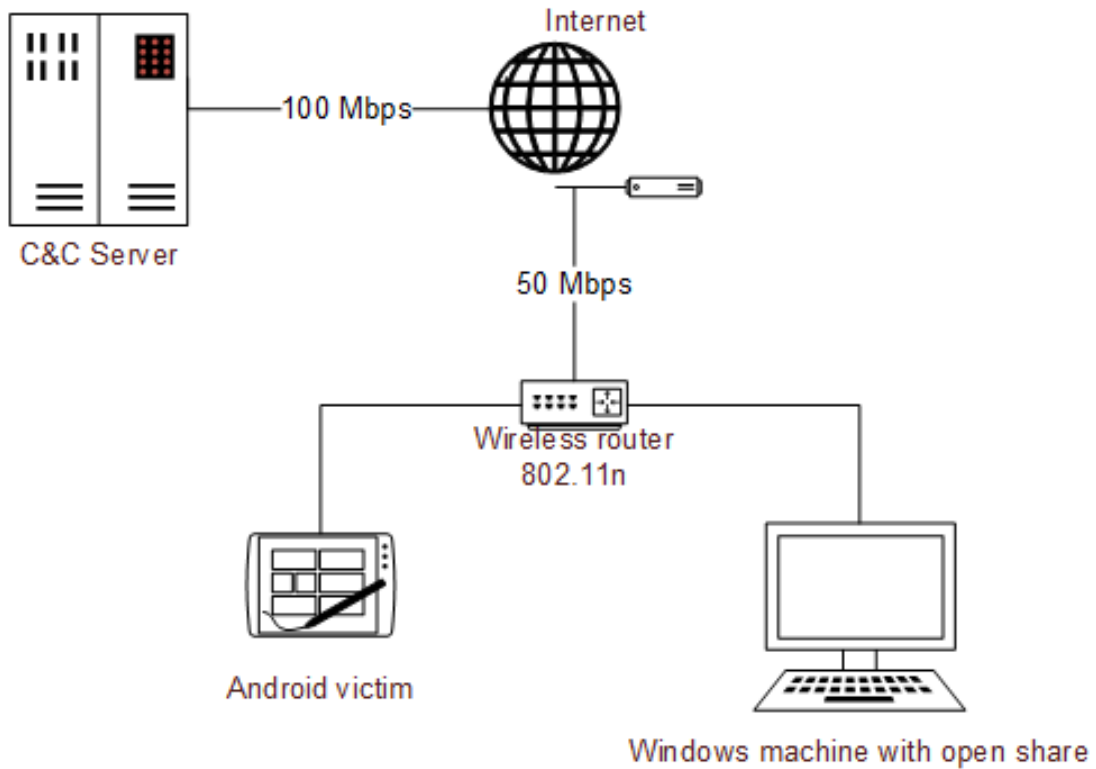 Internet
100 Mbps
C&C Server
50 Mbps
Wireless router
802.11n
Android victim
Windows machine with open share